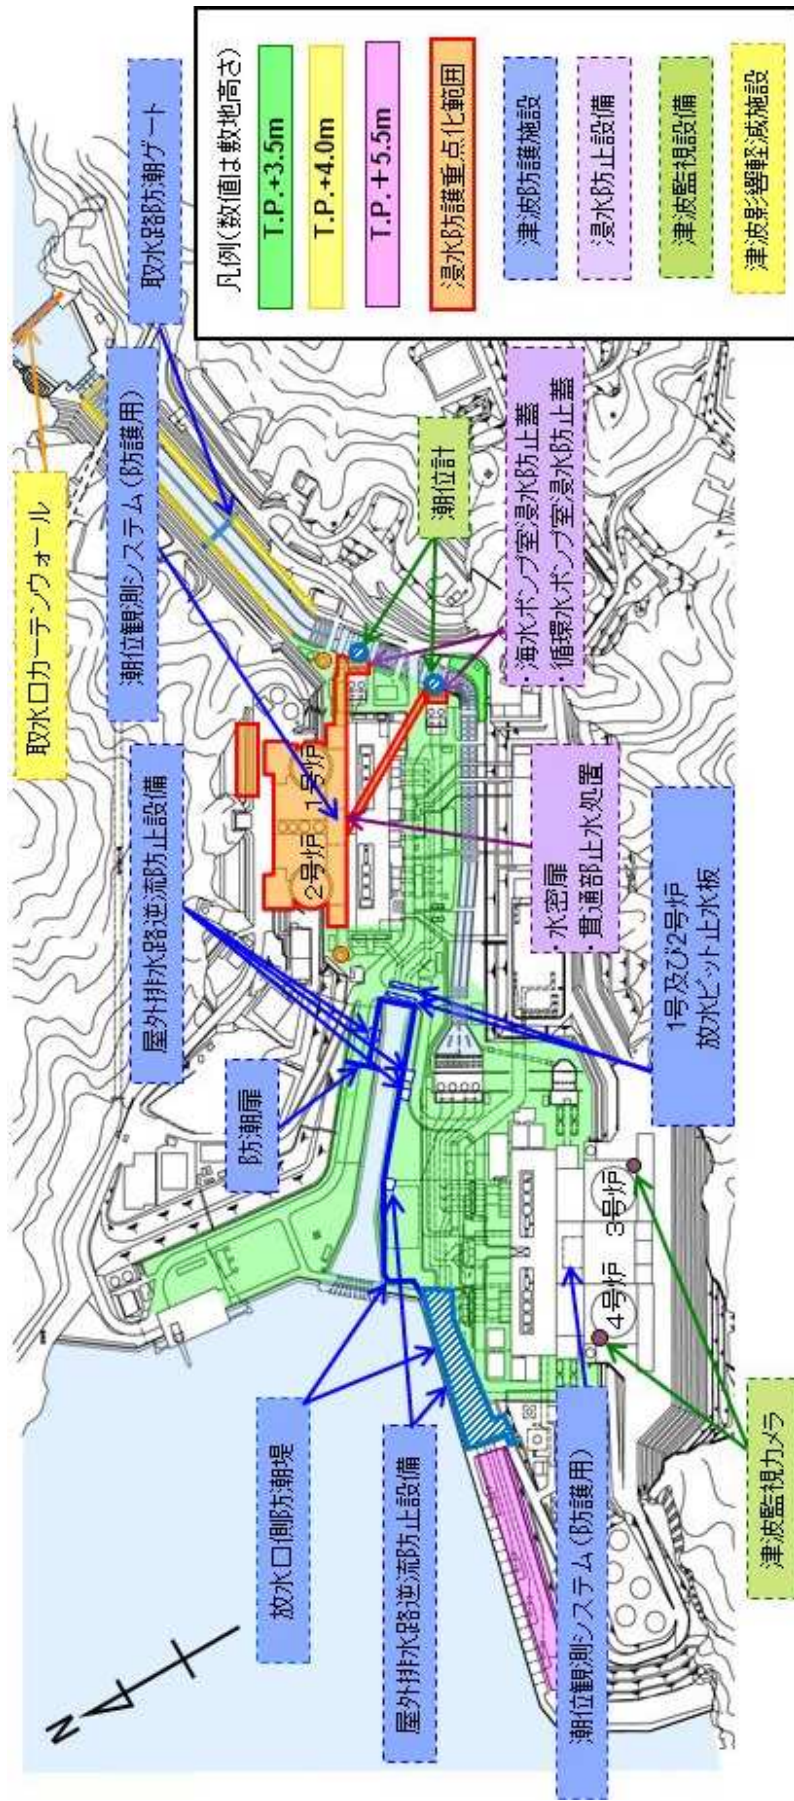 取水口カーテンウォール
潮位観測システム（防護用）
取水路防潮ゲート
屋外排水路逆流防止設備
防潮扉
放水口側防潮堤
屋外排水路逆流防止設備
潮位観測システム（防護用）
津波監視カメラ
1号及び2号炉
放水ピット止水板
・水密扉
・貫通部止水処置
・海水ポンプ室浸水防止蓋
・循環水ポンプ室浸水防止蓋
潮位計
1号炉
2号炉
3号炉
4号炉
N
凡例(数値は敷地高さ)
T.P.+3.5m
T.P.+4.0m
T.P.＋5.5m
浸水防護重点化範囲
津波防護施設
浸水防止設備
津波監視設備
津波影響軽減施設